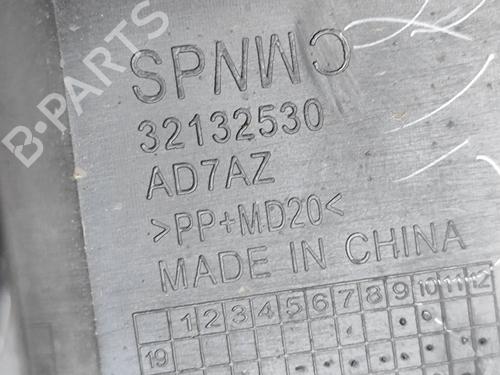 B-PARTS
SPNWO
32132530
AD7AZ
>PP+MD20<
MADE IN CHINA
1 2 3 4 5 6 7 8 9 10 11 12
19